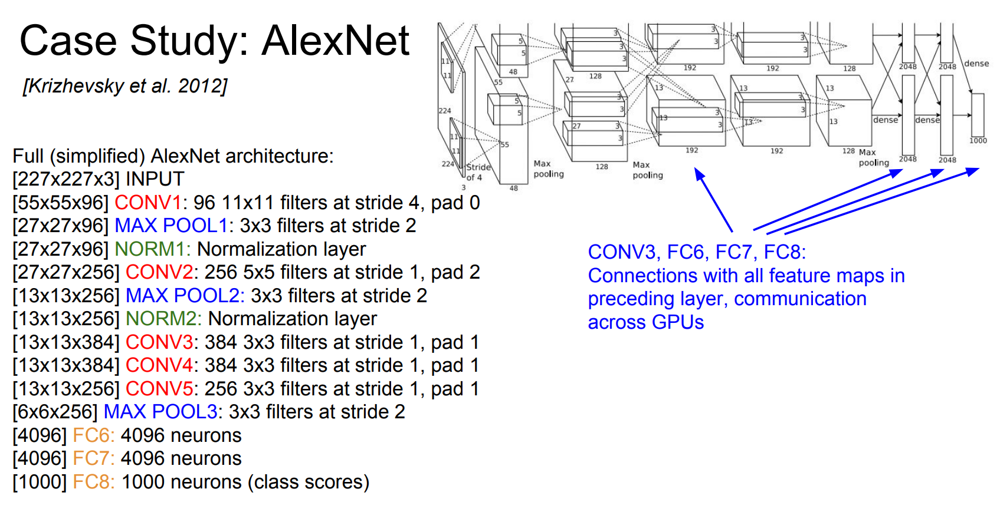 Case Study: AlexNet
[Krizhevsky et al. 2012]
Full (simplified) AlexNet architecture:
[227x227x3] INPUT
[55x55x96] CONV1: 96 11x11 filters at stride 4, pad 0
[27x27x96] MAX POOL1: 3x3 filters at stride 2
[27x27x96] NORM1: Normalization layer
[27x27x256] CONV2: 256 5x5 filters at stride 1, pad 2
[13x13x256] MAX POOL2: 3x3 filters at stride 2
[13x13x256] NORM2: Normalization layer
[13x13x384] CONV3: 384 3x3 filters at stride 1, pad 1
[13x13x384] CONV4: 384 3x3 filters at stride 1, pad 1
[13x13x256] CONV5: 256 3x3 filters at stride 1, pad 1
[6x6x256] MAX POOL3: 3x3 filters at stride 2
[4096] FC6: 4096 neurons
[4096] FC7: 4096 neurons
[1000] FC8: 1000 neurons (class scores)
11
11
224
11
11
224
3
Stride
of 4
5
5
48
55
5
5
55
48
Max
pooling
3
3
3
128
27
3
3
27
3
3
128
Max
pooling
3
3
192
13
3
3
13
192
3
3
192
13
3
3
13
192
128
13
13
128
Max
pooling
2048
2048
dense
dense
dense
2048
2048
1000
CONV3, FC6, FC7, FC8:
Connections with all feature maps in
preceding layer, communication
across GPUs